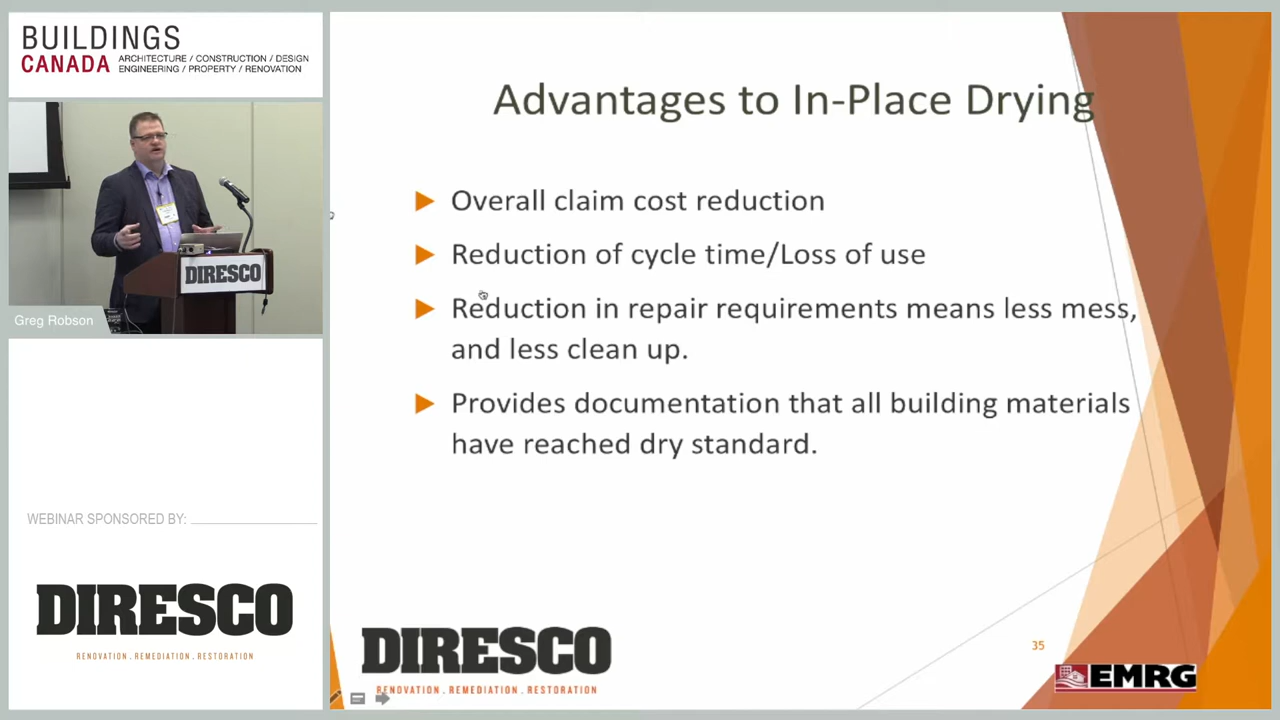 BUILDINGS
CANADA ARCHITECTURE / CONSTRUCTION / DESIGN
ENGINEERING / PROPERTY / RENOVATION
DIRESCO
Greg Robson
WEBINAR SPONSORED BY:
DIRESCO
RENOVATION . REMEDIATION . RESTORATION
Advantages to In-Place Drying
Overall claim cost reduction
Reduction of cycle time/Loss of use
Reduction in repair requirements means less mess,
and less clean up.
Provides documentation that all building materials
have reached dry standard.
DIRESCO
RENOVATION . REMEDIATION . RESTORATION
35
EMRG